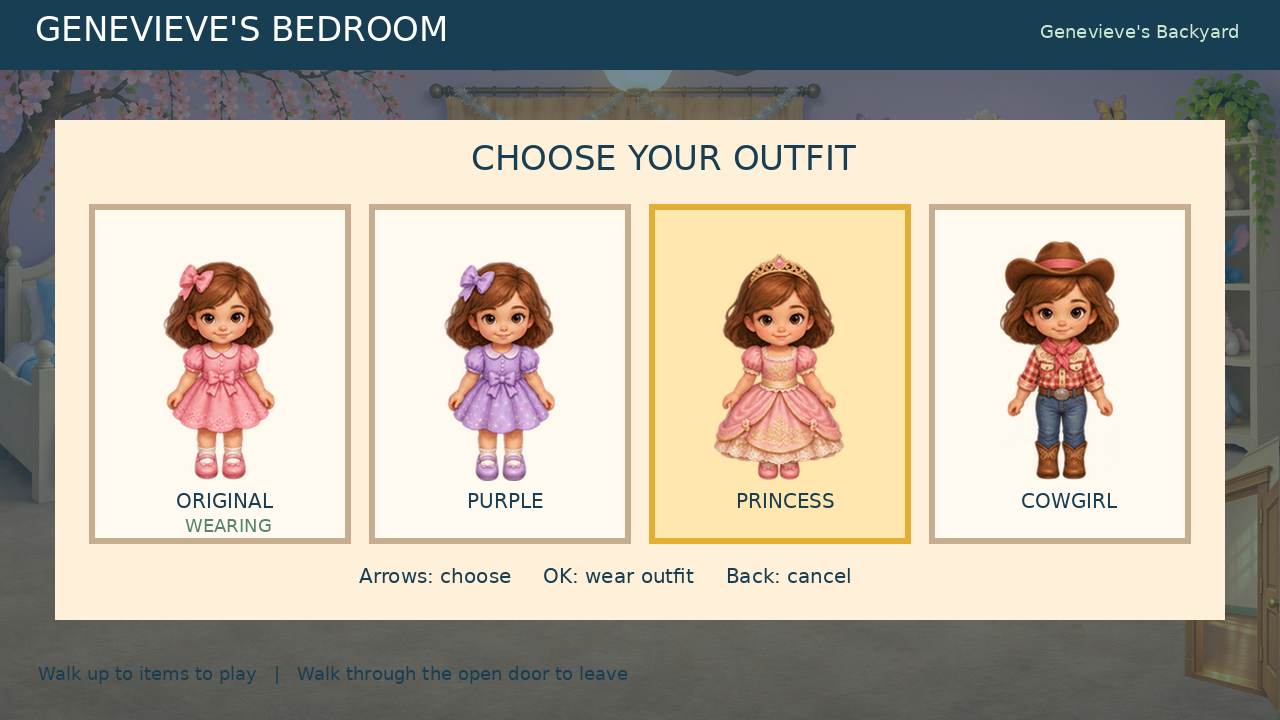 GENEVIEVE'S BEDROOM
Genevieve's Backyard
CHOOSE YOUR OUTFIT
ORIGINAL
WEARING
PURPLE
PRINCESS
COWGIRL
Arrows: choose OK: wear outfit Back: cancel
Walk up to items to play | Walk through the open door to leave